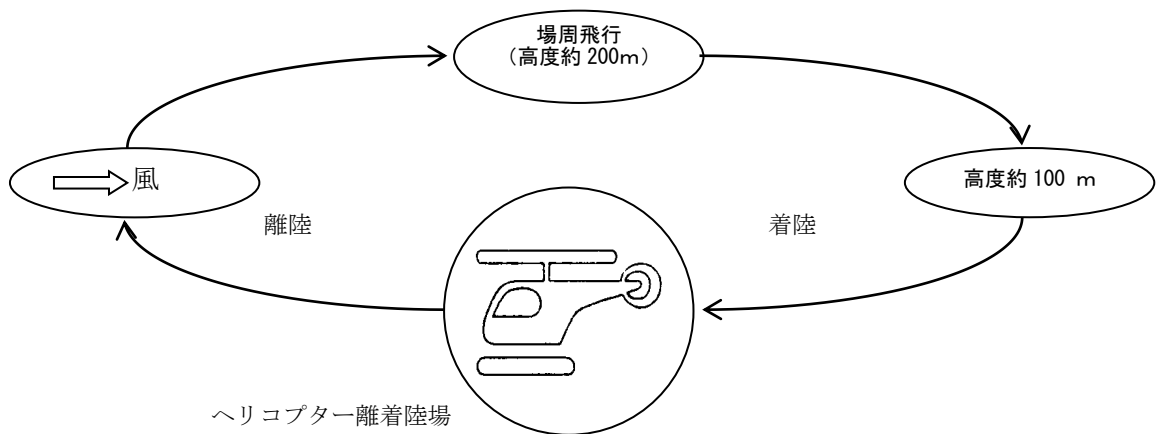 場周飛行
(高度約 200m)
風
高度約 100 m
離陸
着陸
ヘリコプター離着陸場